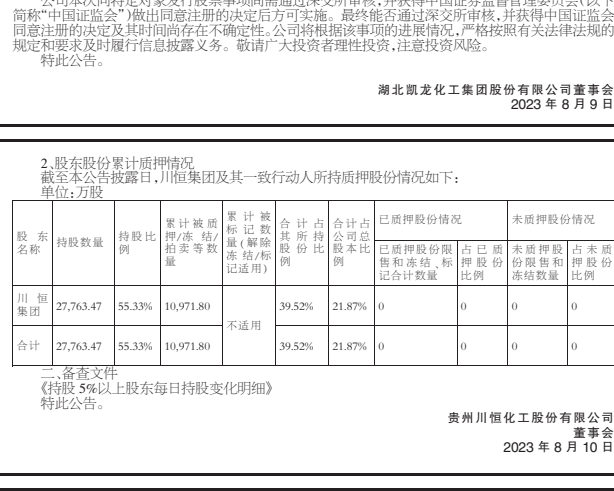 公司本次向特定对象发行股票事项尚需通过深交所审核,并获得中国证券监督管理委员会(以下
简称“中国证监会”)做出同意注册的决定后方可实施。最终能否通过深交所审核,并获得中国证监会
同意注册的决定及其时间尚存在不确定性。公司将根据该事项的进展情况,严格按照有关法律法规的
规定和要求及时履行信息披露义务。敬请广大投资者理性投资,注意投资风险。
特此公告。
湖北凯龙化工集团股份有限公司董事会
2023 年 8 月 9 日
2、股东股份累计质押情况
截至本公告披露日,川恒集团及其一致行动人所持质押股份情况如下:
单位:万股
股东
名称
持股数量
持股比
例
累计被质
押/冻结/
拍卖等数
量
累计被
标记数
量(解除
冻结/标
记适用)
合计占
其所持
股份比
例
合计占
公司总
股本比
例
已质押股份情况
未质押股份情况
已质押股份限
售和冻结、标
记合计数量
占已质
押股份
比例
未质押股
份限售和
冻结数量
占未质
押股份
比例
川恒
集团
27,763.47
55.33%
10,971.80
不适用
39.52%
21.87%
0
0
0
0
合计
27,763.47
55.33%
10,971.80
39.52%
21.87%
0
0
0
0
二、备查文件
《持股 5%以上股东每日持股变化明细》
特此公告。
贵州川恒化工股份有限公司
董事会
2023 年 8 月 10 日